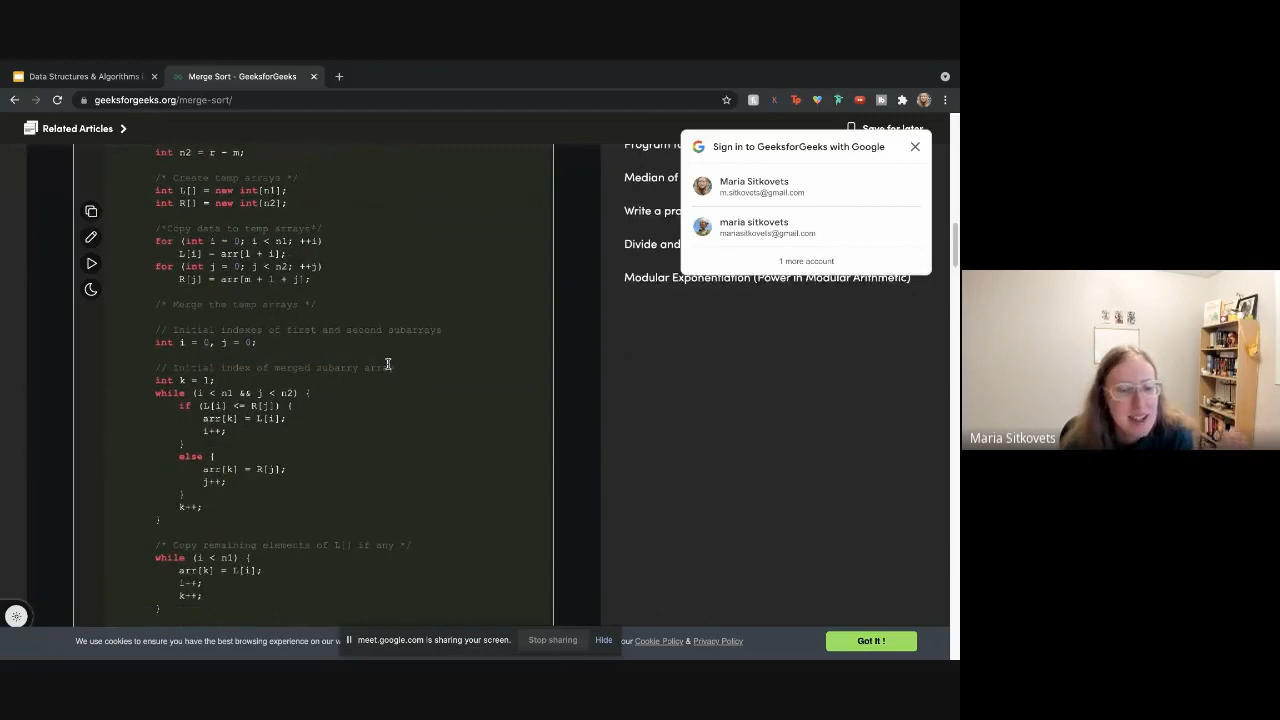 Data Structures & Algorithms i
Merge Sort - GeeksforGeeks
geeksforgeeks.org/merge-sort/
Related Articles
Save for later
int n2 = r - m;
/* Create temp arrays */
int L[] = new int[n1];
int R[] = new int[n2];
/*Copy data to temp arrays*/
for (int i = 0; i < n1; ++i)
L[i] = arr[l + i];
for (int j = 0; j < n2; ++j)
R[j] = arr[m + 1 + j];
/* Merge the temp arrays */
// Initial indexes of first and second subarrays
int i = 0, j = 0;
// Initial index of merged subarry array
int k = l;
while (i < n1 && j < n2) {
if (L[i] <= R[j]) {
arr[k] = L[i];
i++;
}
else {
arr[k] = R[j];
j++;
}
k++;
}
/* Copy remaining elements of L[] if any */
while (i < n1) {
arr[k] = L[i];
i++;
k++;
}
Median of
Write a pro
Divide and
Modular Exponentiation (Power in Modular Arithmetic)
Sign in to GeeksforGeeks with Google
Maria Sitkovets
m.sitkovets@gmail.com
maria sitkovets
mariasitkovets@gmail.com
1 more account
We use cookies to ensure you have the best browsing experience on our w
meet.google.com is sharing your screen.
Stop sharing
Hide
our Cookie Policy & Privacy Policy
Got It !
Maria Sitkovets